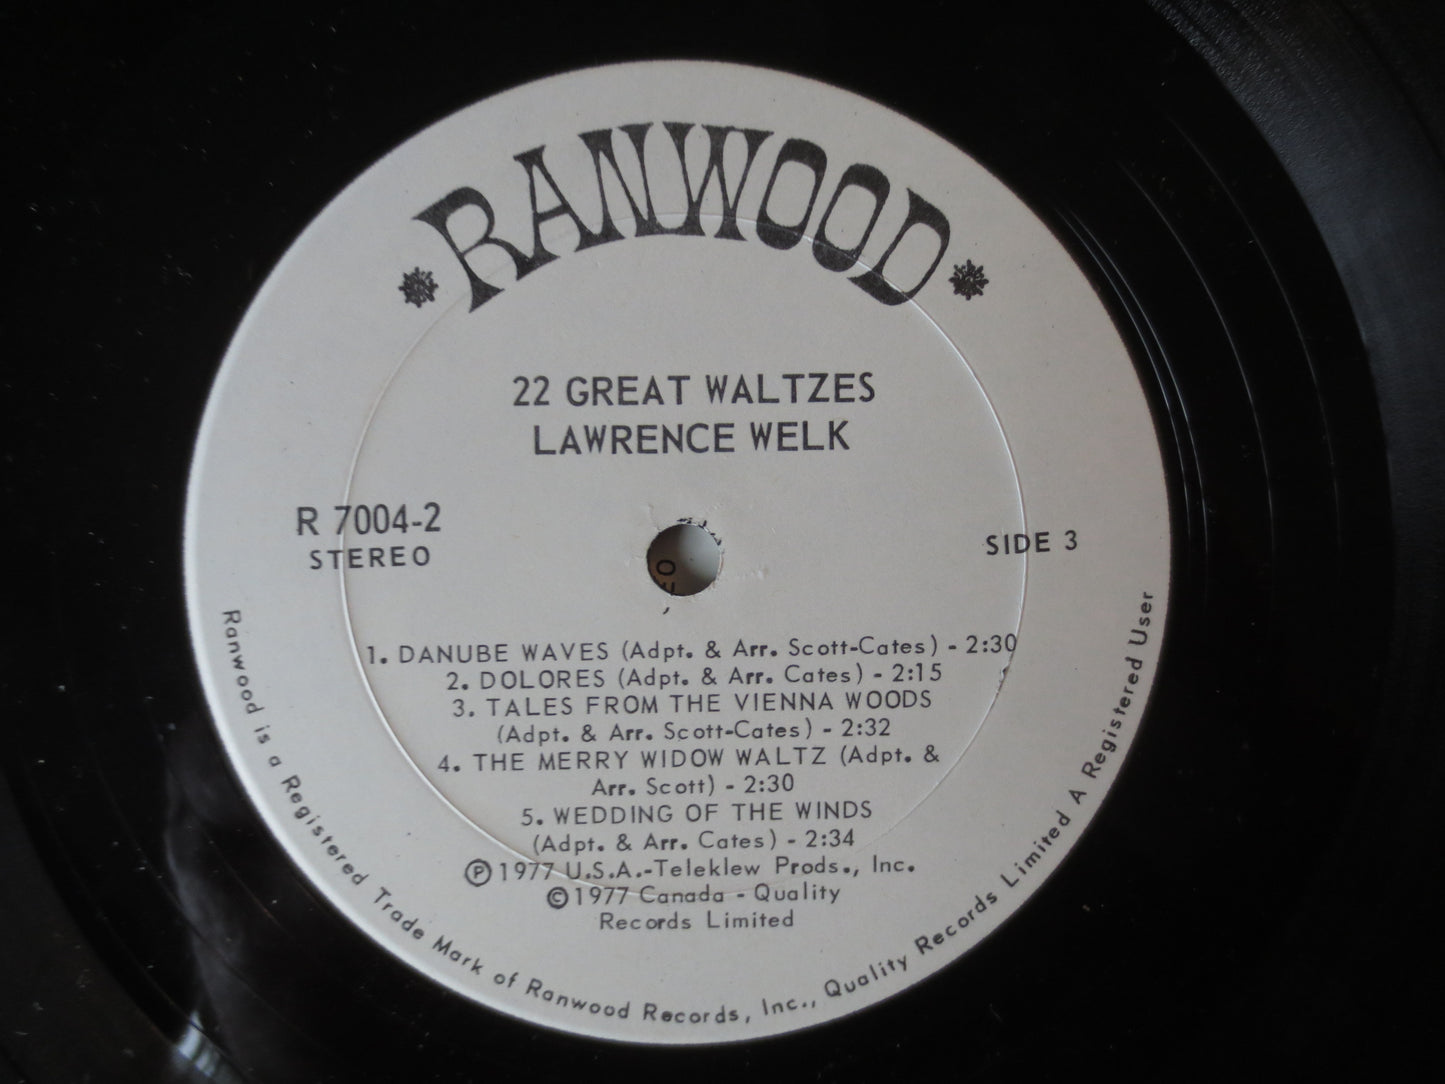 RANWOOD
22 GREAT WALTZES
LAWRENCE WELK
R 7004-2
STEREO
SIDE 3
1. DANUBE WAVES (Adpt. & Arr. Scott-Cates) - 2:30
2. DOLORES (Adpt. & Arr. Cates) - 2:15
3. TALES FROM THE VIENNA WOODS
(Adpt. & Arr. Scott-Cates) - 2:32
4. THE MERRY WIDOW WALTZ (Adpt. &
Arr. Scott) - 2:30
5. WEDDING OF THE WINDS
(Adpt. & Arr. Cates) - 2:34
Ⓟ 1977 U.S.A.-Teleklew Prods., Inc.
© 1977 Canada - Quality
Records Limited
Ranwood is a Registered Trade Mark of Ranwood Records, Inc., Quality Records Limited A Registered User